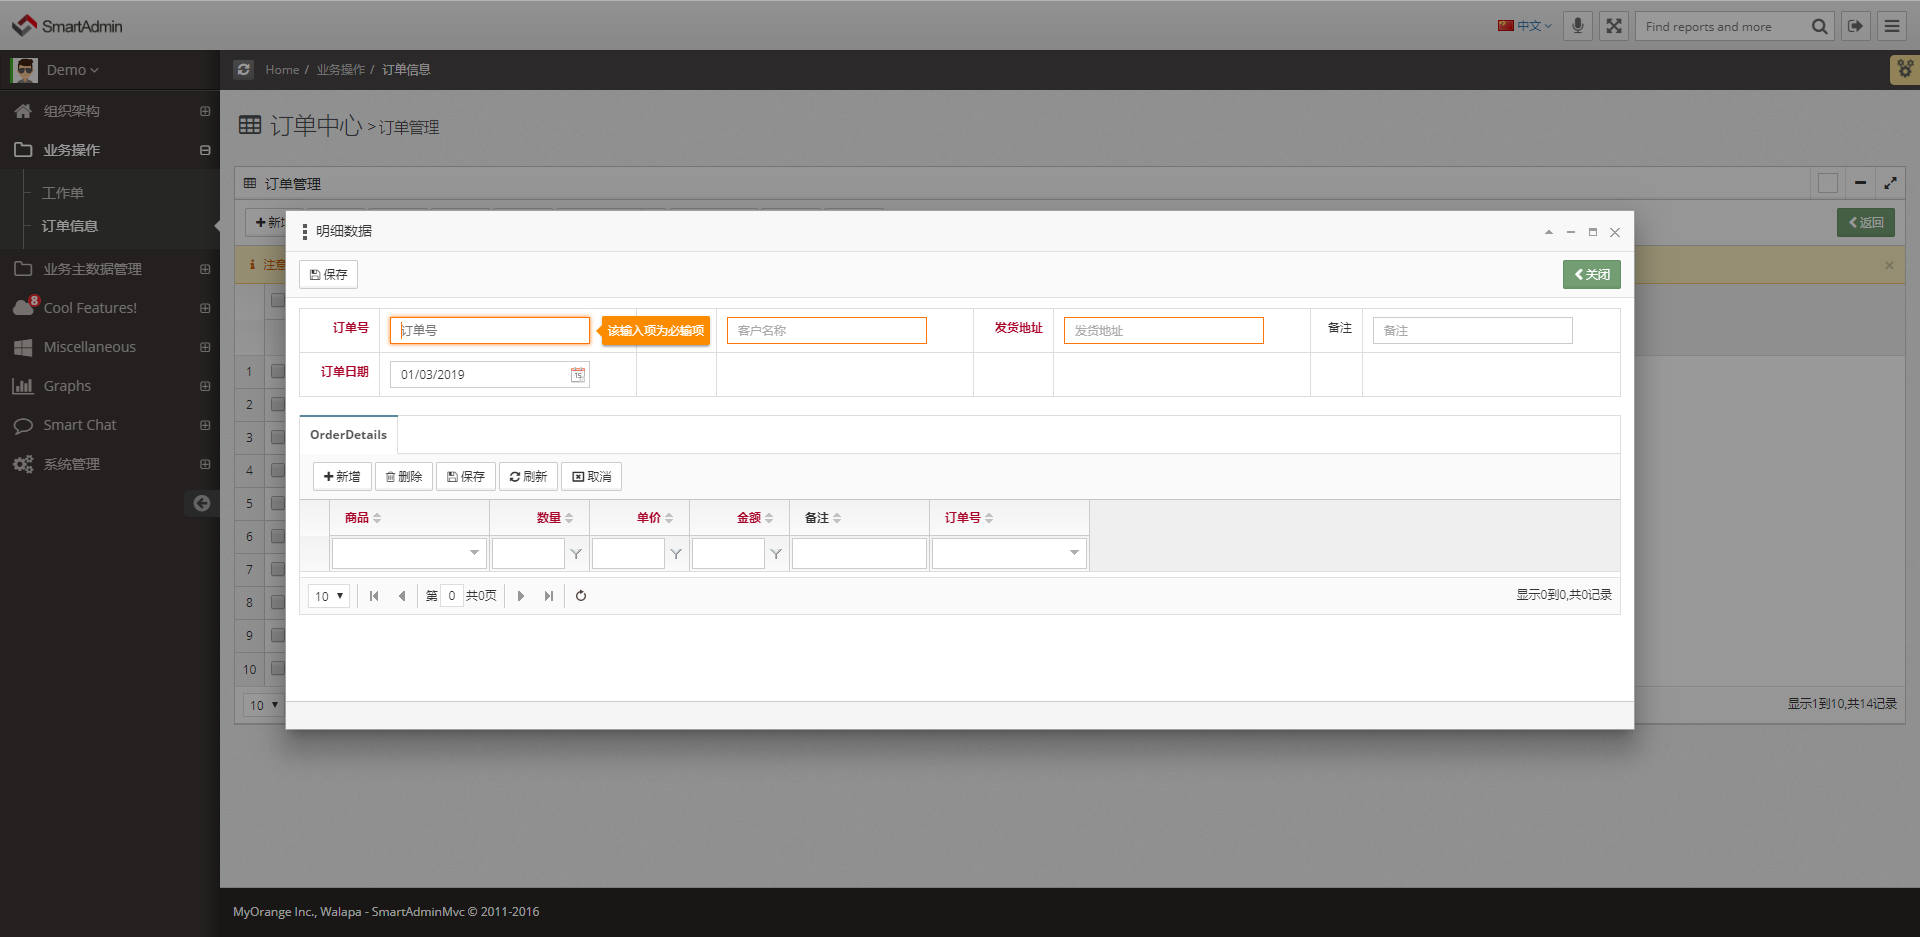 SmartAdmin
中文
Find reports and more
Demo
Home / 业务操作 / 订单信息
组织架构
业务操作
工作单
订单信息
业务主数据管理
8
Cool Features!
Miscellaneous
Graphs
Smart Chat
系统管理
订单中心 > 订单管理
订单管理
返回
注意
明细数据
保存
关闭
订单号
订单号
该输入项为必输项
客户名称
发货地址
发货地址
备注
备注
订单日期
01/03/2019
15
OrderDetails
新增
删除
保存
刷新
取消
商品
数量
单价
金额
备注
订单号
10
第 0 共0页
显示0到0,共0记录
1
2
3
4
5
6
7
8
9
10
10
显示1到10,共14记录
MyOrange Inc., Walapa - SmartAdminMvc © 2011-2016